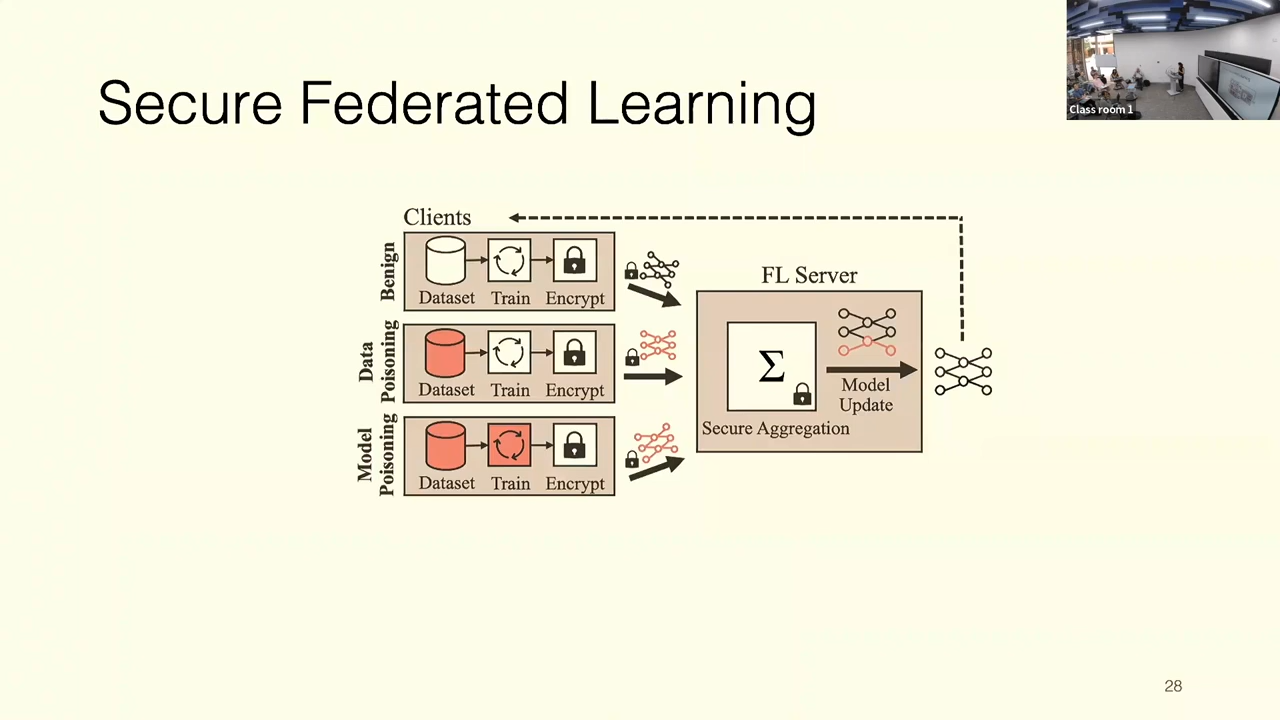 Secure Federated Learning
Class room 1
Clients
Benign
Dataset Train Encrypt
Data
Poisoning
Dataset Train Encrypt
Model
Poisoning
Dataset Train Encrypt
FL Server
Σ
Secure Aggregation
Model
Update
28